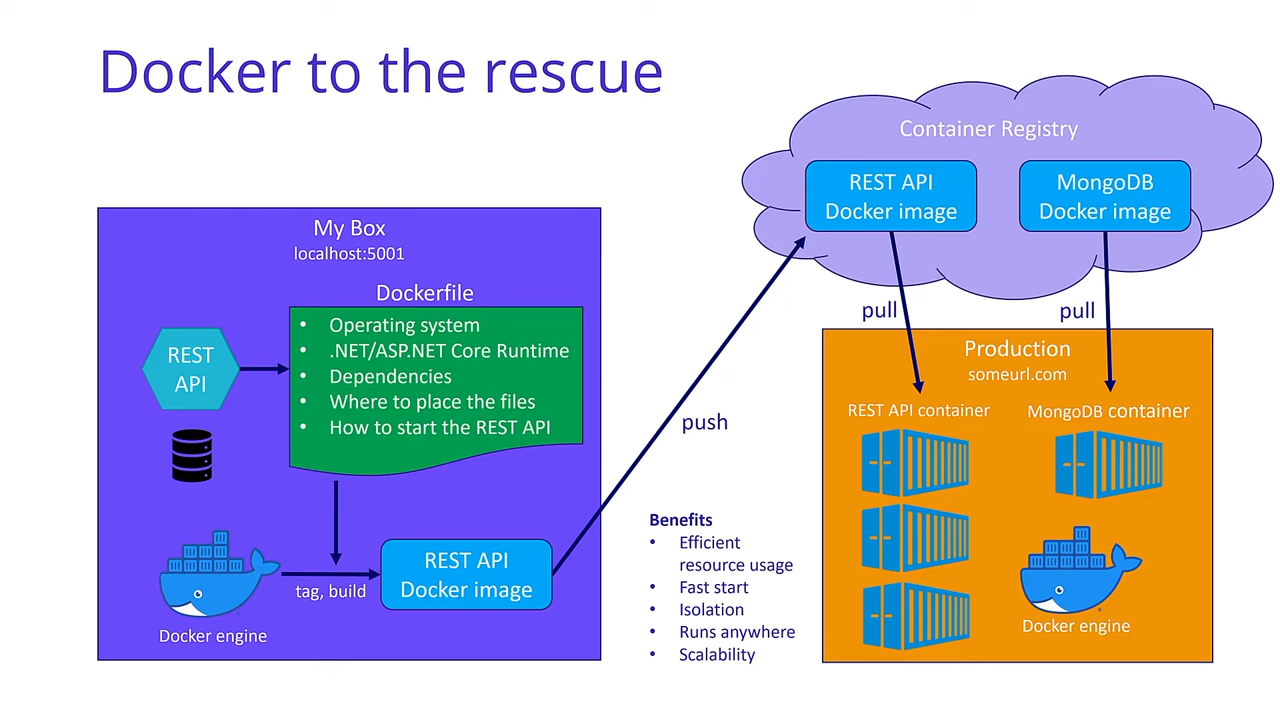 Docker to the rescue
Container Registry
REST API
Docker image
MongoDB
Docker image
My Box
localhost:5001
Dockerfile
• Operating system
• .NET/ASP.NET Core Runtime
• Dependencies
• Where to place the files
• How to start the REST API
REST
API
tag, build
REST API
Docker image
Docker engine
push
pull
pull
Benefits
• Efficient
resource usage
• Fast start
• Isolation
• Runs anywhere
• Scalability
Production
someurl.com
REST API container
MongoDB container
Docker engine